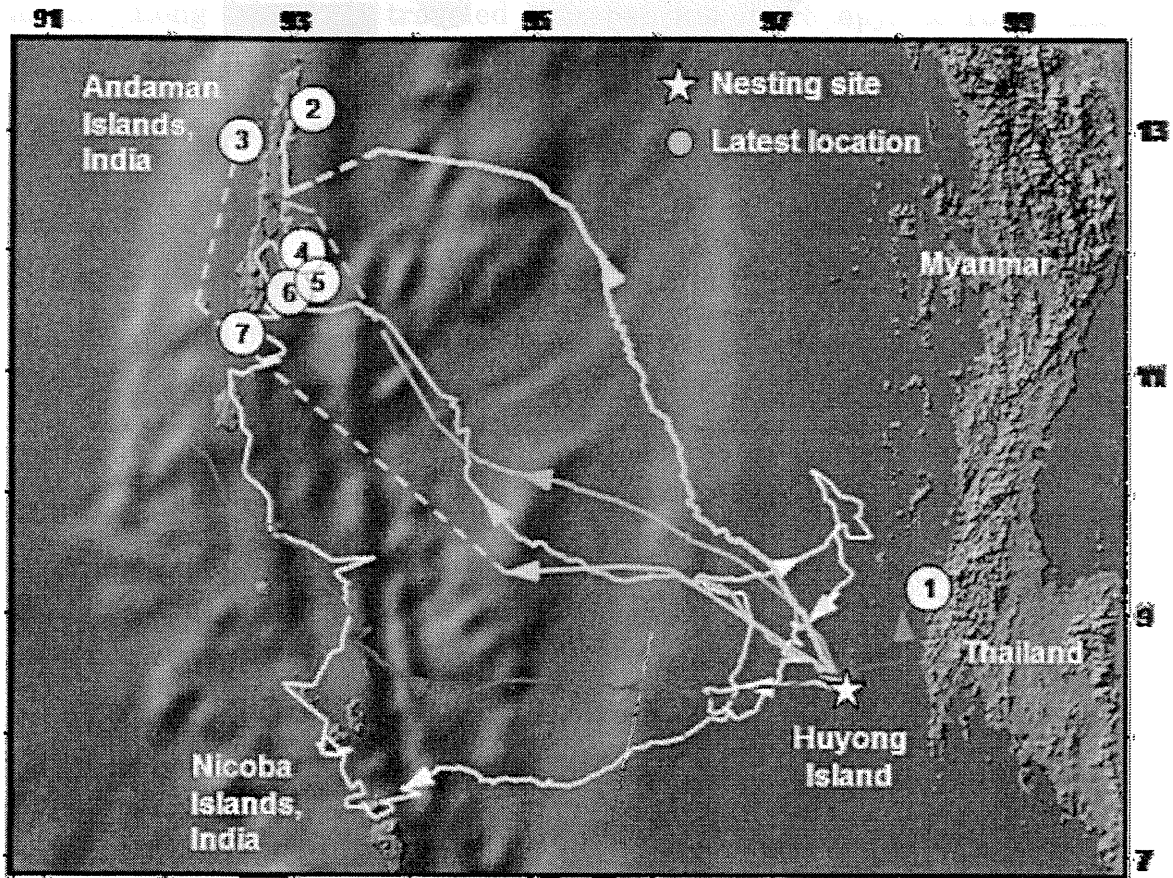 91 93 95 97 99
Andaman
Islands,
India
Nesting site
Latest location
2
3
13
4
5
6
7
Myanmar
11
1
9
Thailand
Huyong
Island
Nicoba
Islands,
India
7